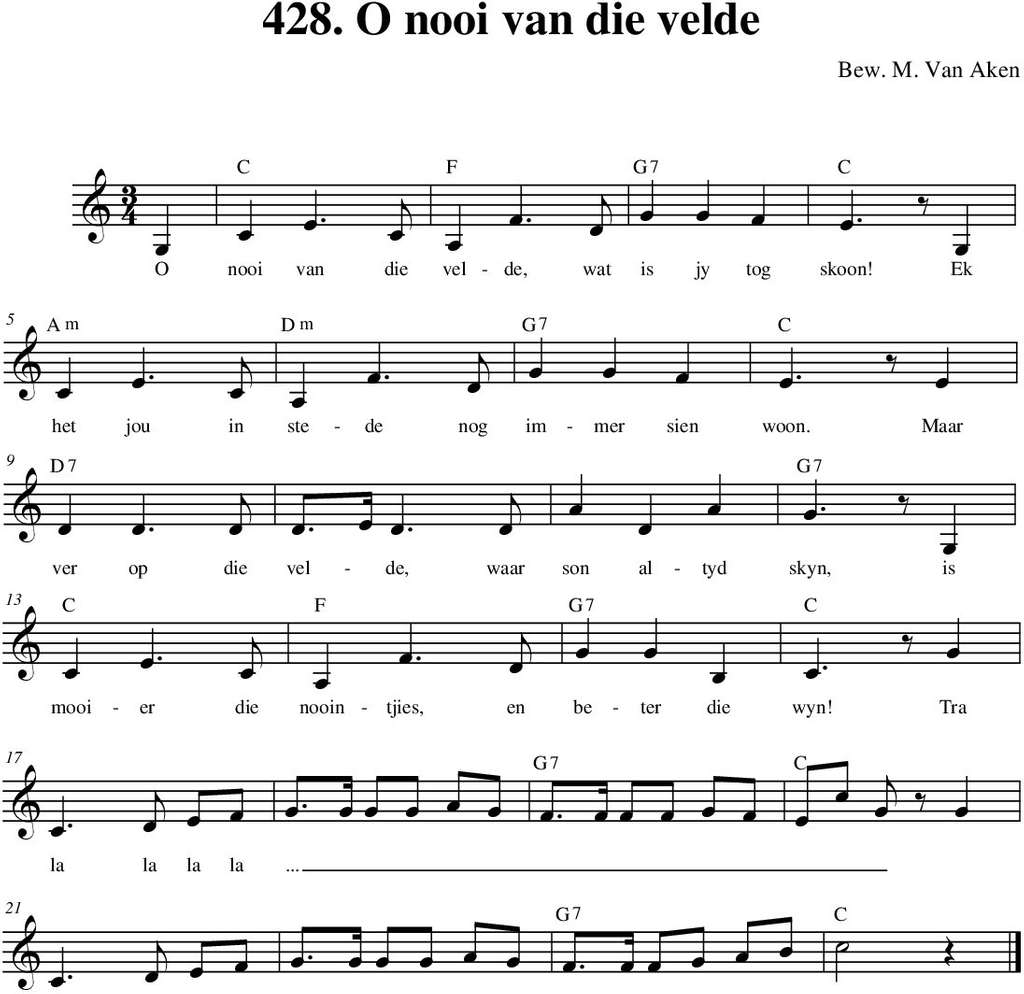 428. O nooi van die velde
Bew. M. Van Aken
C F G7 C
3
4
O nooi van die vel - de, wat is jy tog skoon! Ek
5
Am Dm G7 C
het jou in ste - de nog im - mer sien woon. Maar
9
D7 G7
ver op die vel - de, waar son al - tyd skyn, is
13
C F G7 C
mooi - er die nooin - tjies, en be - ter die wyn! Tra
17
G7 C
la la la la ...
21
G7 C